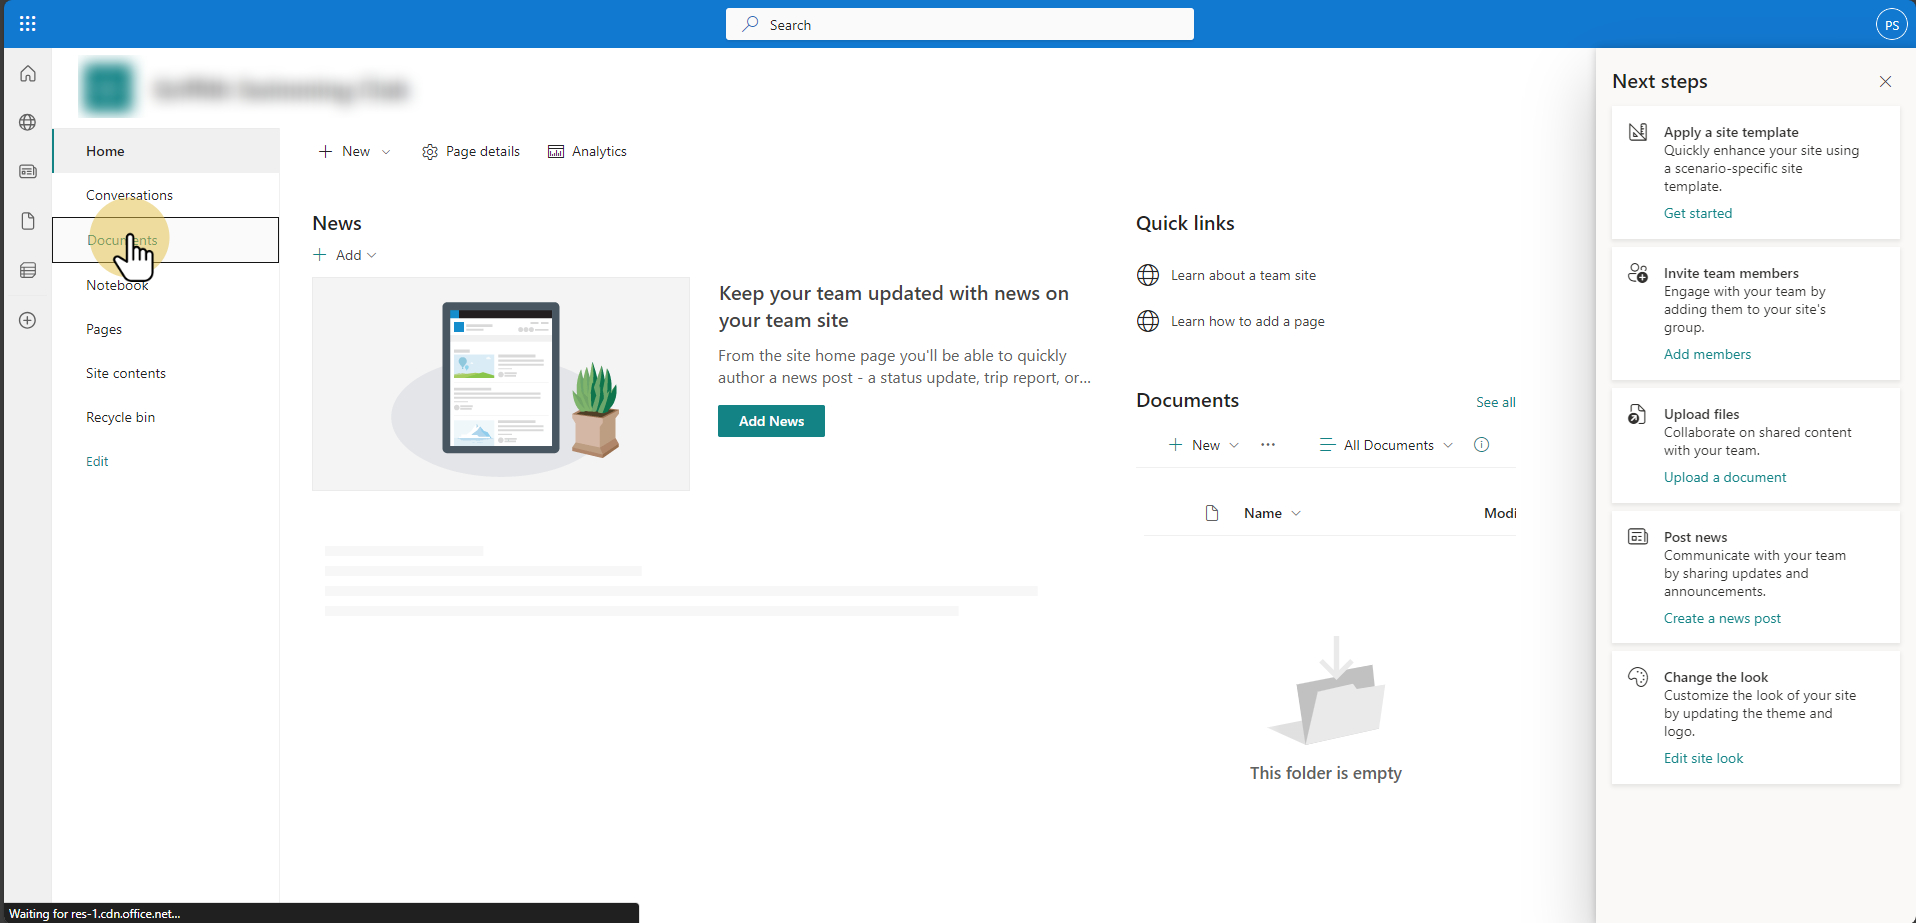 Search
PS
Home
Conversations
Documents
Notebook
Pages
Site contents
Recycle bin
Edit
New
Page details
Analytics
News
Add
Keep your team updated with news on
your team site
From the site home page you'll be able to quickly
author a news post - a status update, trip report, or...
Add News
Quick links
Learn about a team site
Learn how to add a page
Documents
See all
New
All Documents
Name
Modi
This folder is empty
Next steps
Apply a site template
Quickly enhance your site using
a scenario-specific site
template.
Get started
Invite team members
Engage with your team by
adding them to your site's
group.
Add members
Upload files
Collaborate on shared content
with your team.
Upload a document
Post news
Communicate with your team
by sharing updates and
announcements.
Create a news post
Change the look
Customize the look of your site
by updating the theme and
logo.
Edit site look
Waiting for res-1.cdn.office.net...